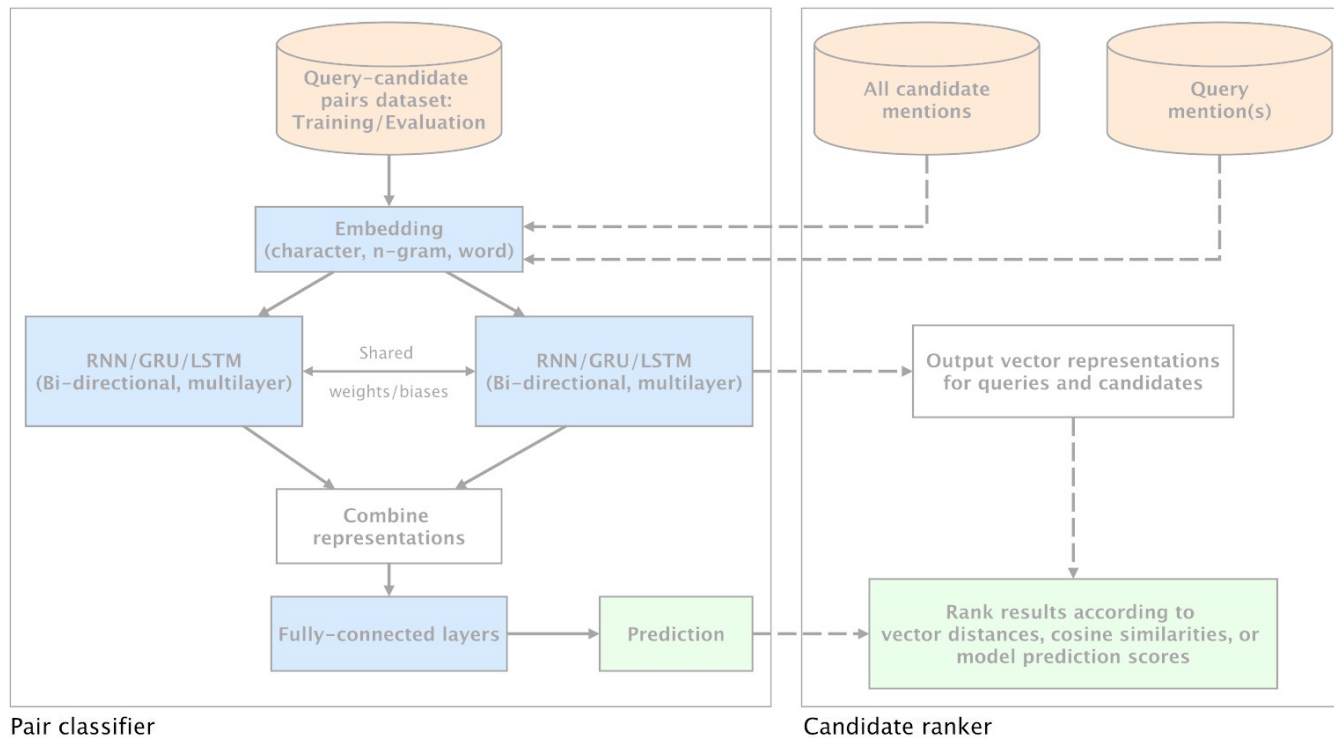 Query-candidate
pairs dataset:
Training/Evaluation
All candidate
mentions
Query
mention(s)
Embedding
(character, n-gram, word)
RNN/GRU/LSTM
(Bi-directional, multilayer)
Shared
weights/biases
RNN/GRU/LSTM
(Bi-directional, multilayer)
Output vector representations
for queries and candidates
Combine
representations
Fully-connected layers
Prediction
Rank results according to
vector distances, cosine similarities, or
model prediction scores
Pair classifier
Candidate ranker